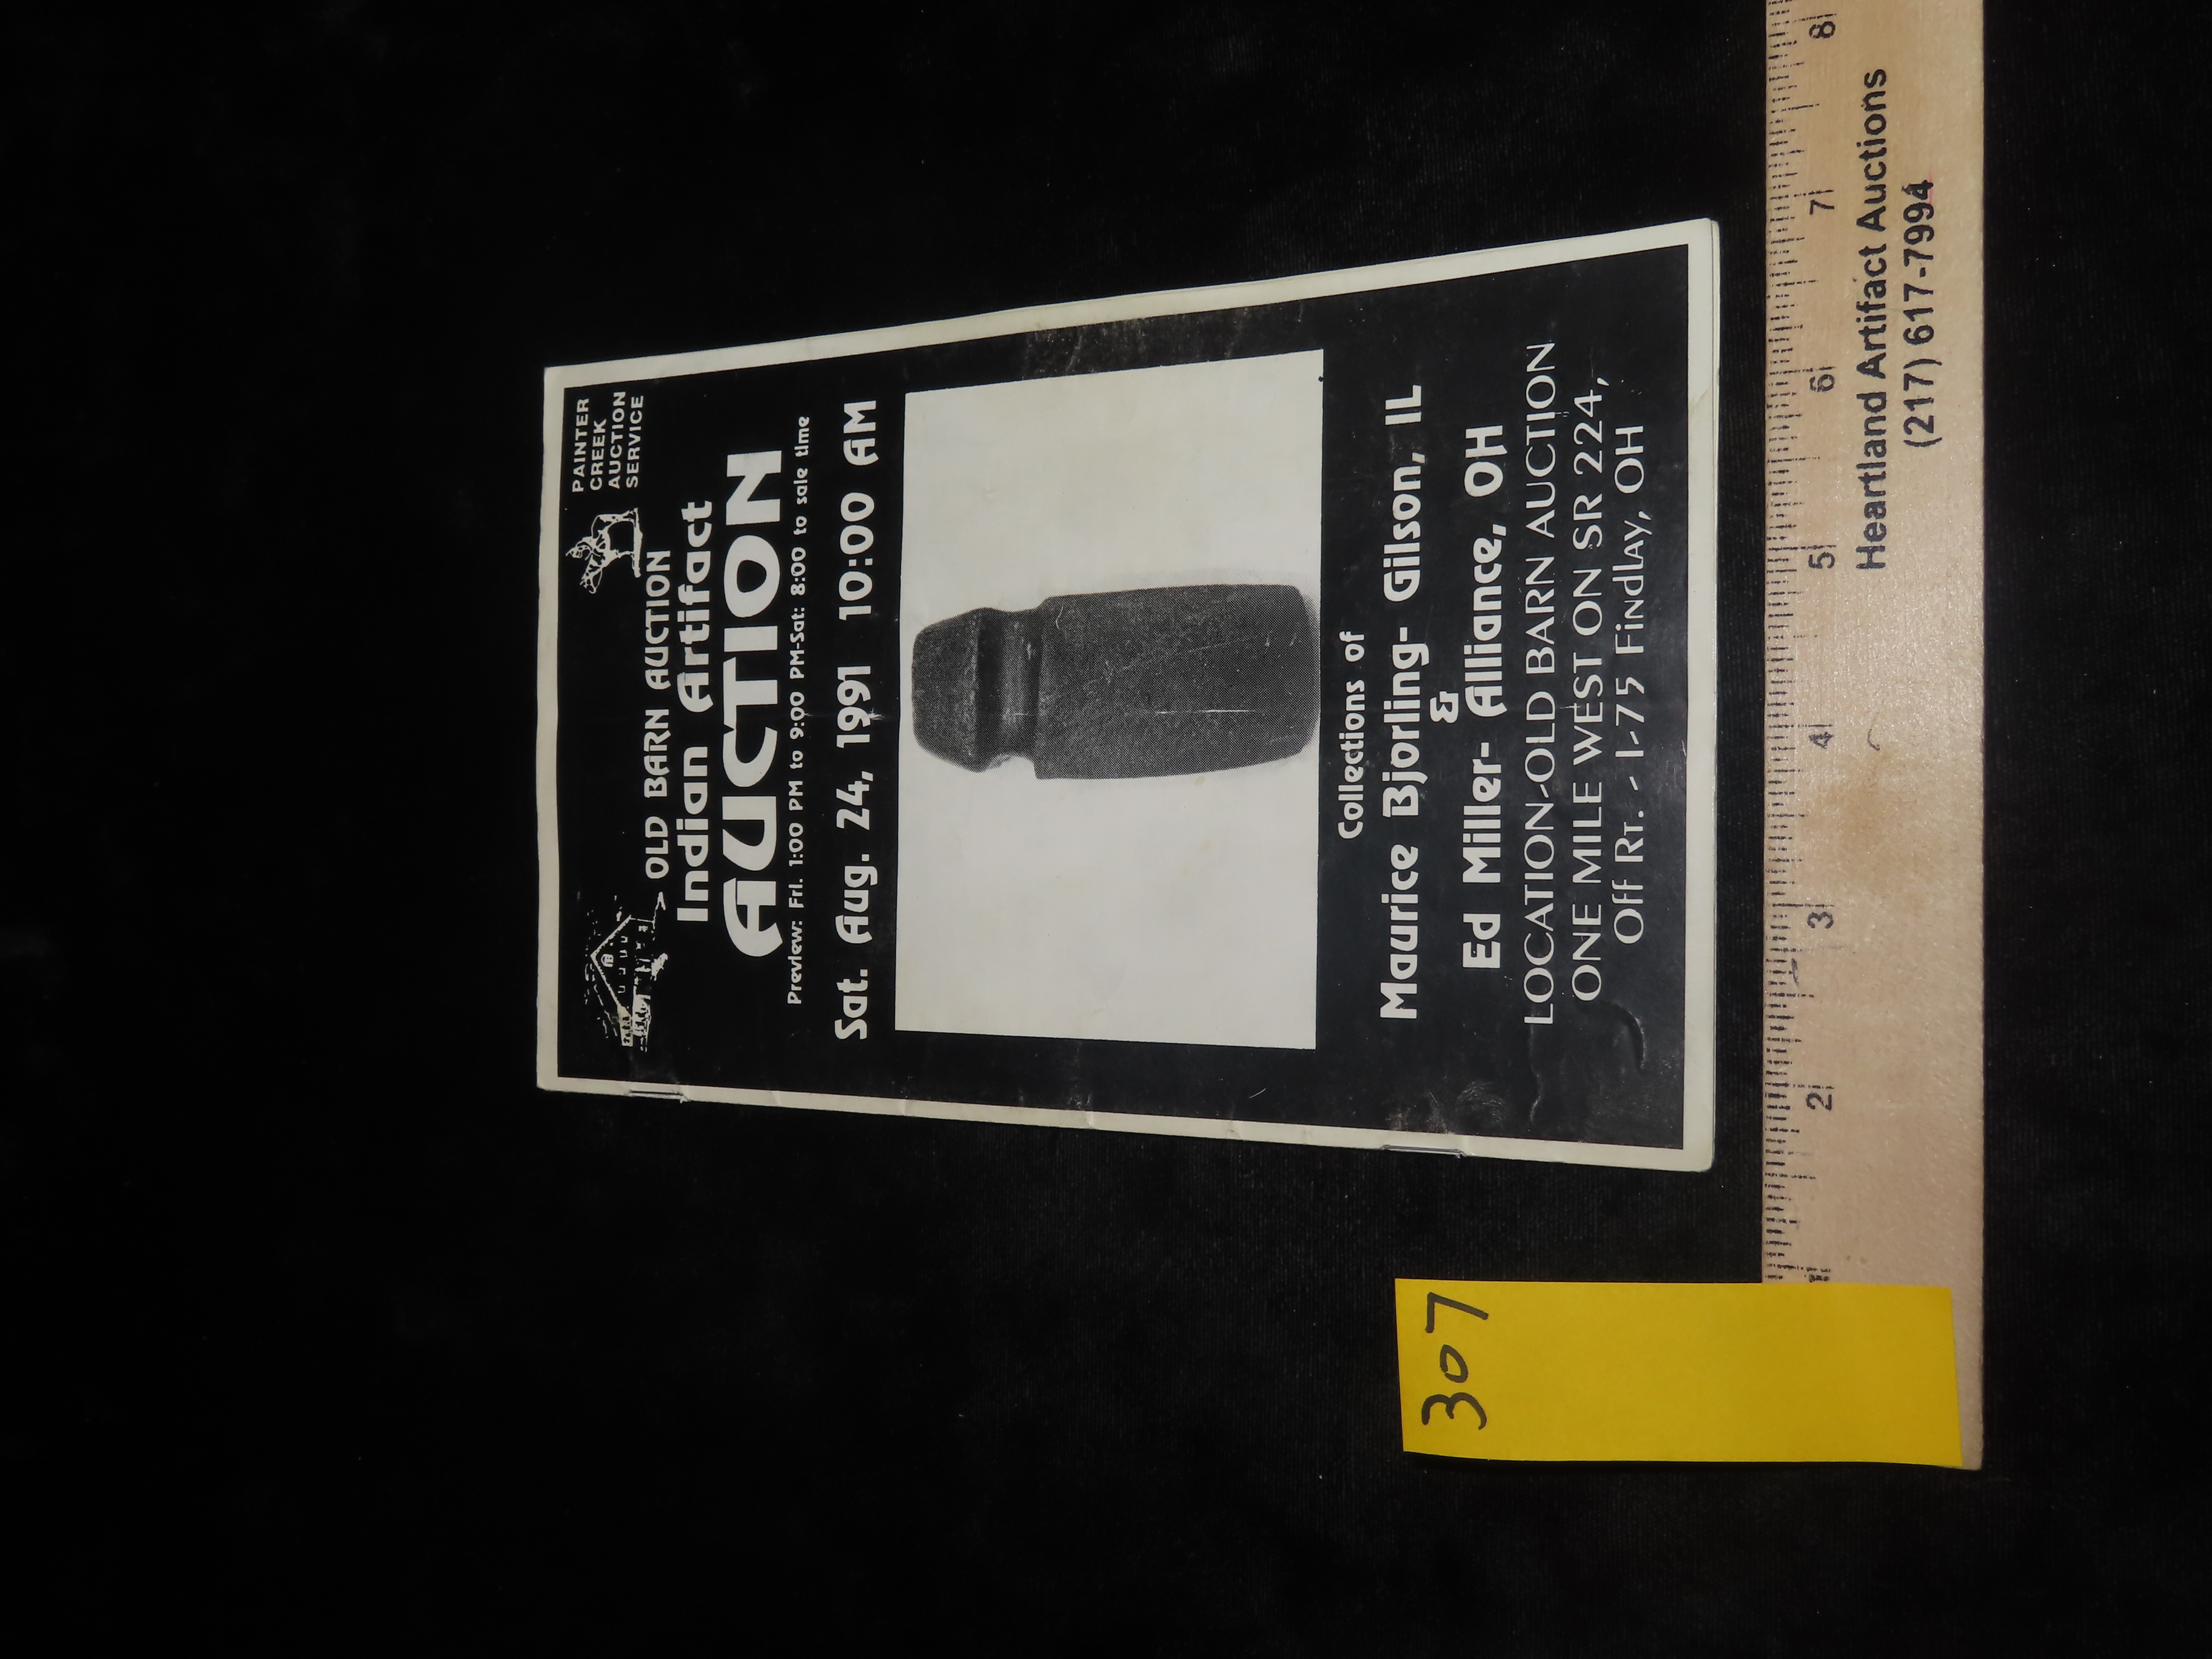 PAINTER
CREEK
AUCTION
SERVICE
OLD BARN AUCTION
Indian Artifact
AUCTION
Preview: Fri. 1:00 PM to 9:00 PM-Sat: 8:00 to sale time
Sat. Aug. 24, 1991 10:00 AM
Collections of
Maurice Bjorling- Gilson, IL
&
Ed Miller- Alliance, OH
LOCATION-OLD BARN AUCTION
ONE MILE WEST ON SR 224,
Off Rt. - I-75 Findlay, OH
307
2 3 4 5 6 7 8
Heartland Artifact Auctions
(217) 617-7994